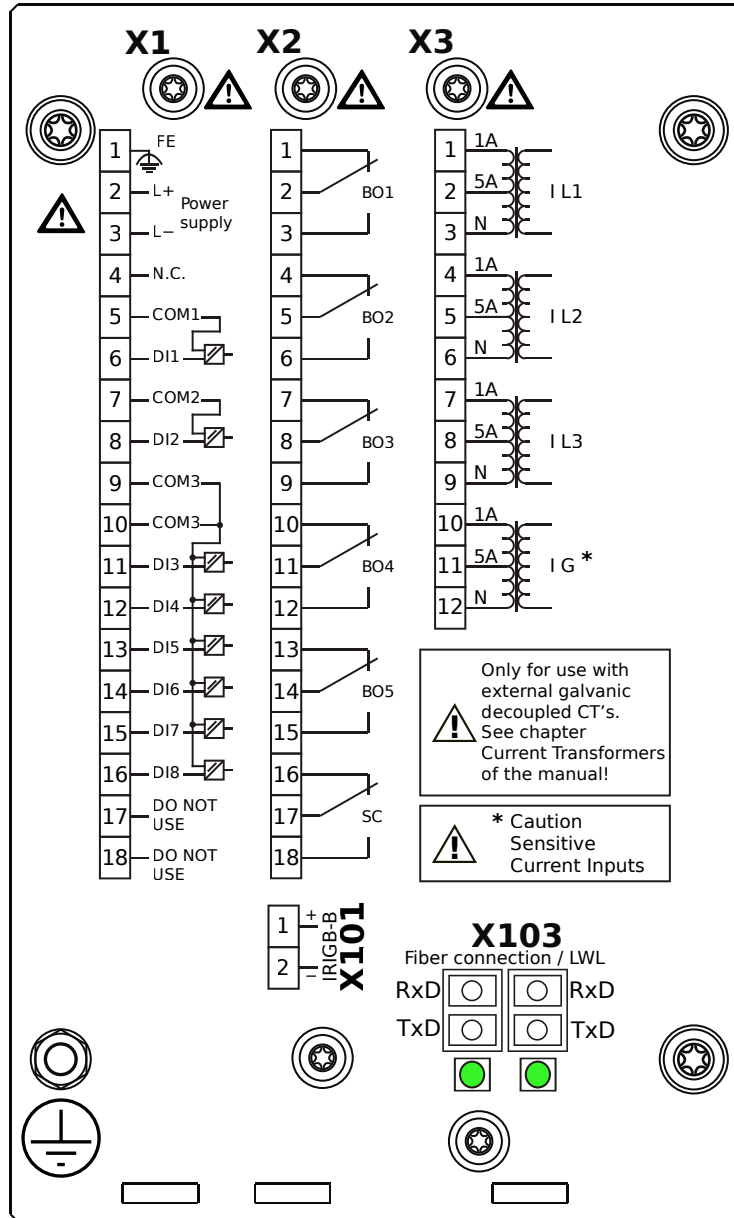 X1
X2
X3
1 FE
2 L+
Power
supply
3 L−
4 N.C.
5 COM1
6 DI1
7 COM2
8 DI2
9 COM3
10 COM3
11 DI3
12 DI4
13 DI5
14 DI6
15 DI7
16 DI8
17 DO NOT
USE
18 DO NOT
USE
1
2 BO1
3
4
5 BO2
6
7
8 BO3
9
10
11 BO4
12
13
14 BO5
15
16
17 SC
18
1 1A
2 5A I L1
3 N
4 1A
5 5A I L2
6 N
7 1A
8 5A I L3
9 N
10 1A
11 5A I G *
12 N
Only for use with
external galvanic
decoupled CT's.
See chapter
Current Transformers
of the manual!
* Caution
Sensitive
Current Inputs
1 +
2 −
IRIGB-B
X101
X103
Fiber connection / LWL
RxD RxD
TxD TxD